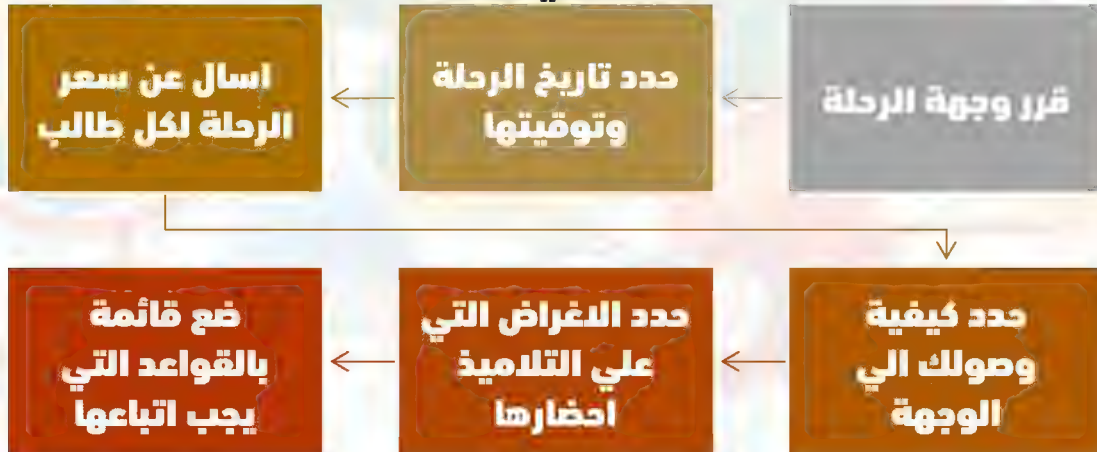 قرر وجهة الرحلة
حدد تاريخ الرحلة
وتوقيتها
اسال عن سعر
الرحلة لكل طالب
حدد كيفية
وصولك الي
الوجهة
حدد الاغراض التي
علي التلاميذ
احضارها
ضع قائمة
بالقواعد التي
يجب اتباعها